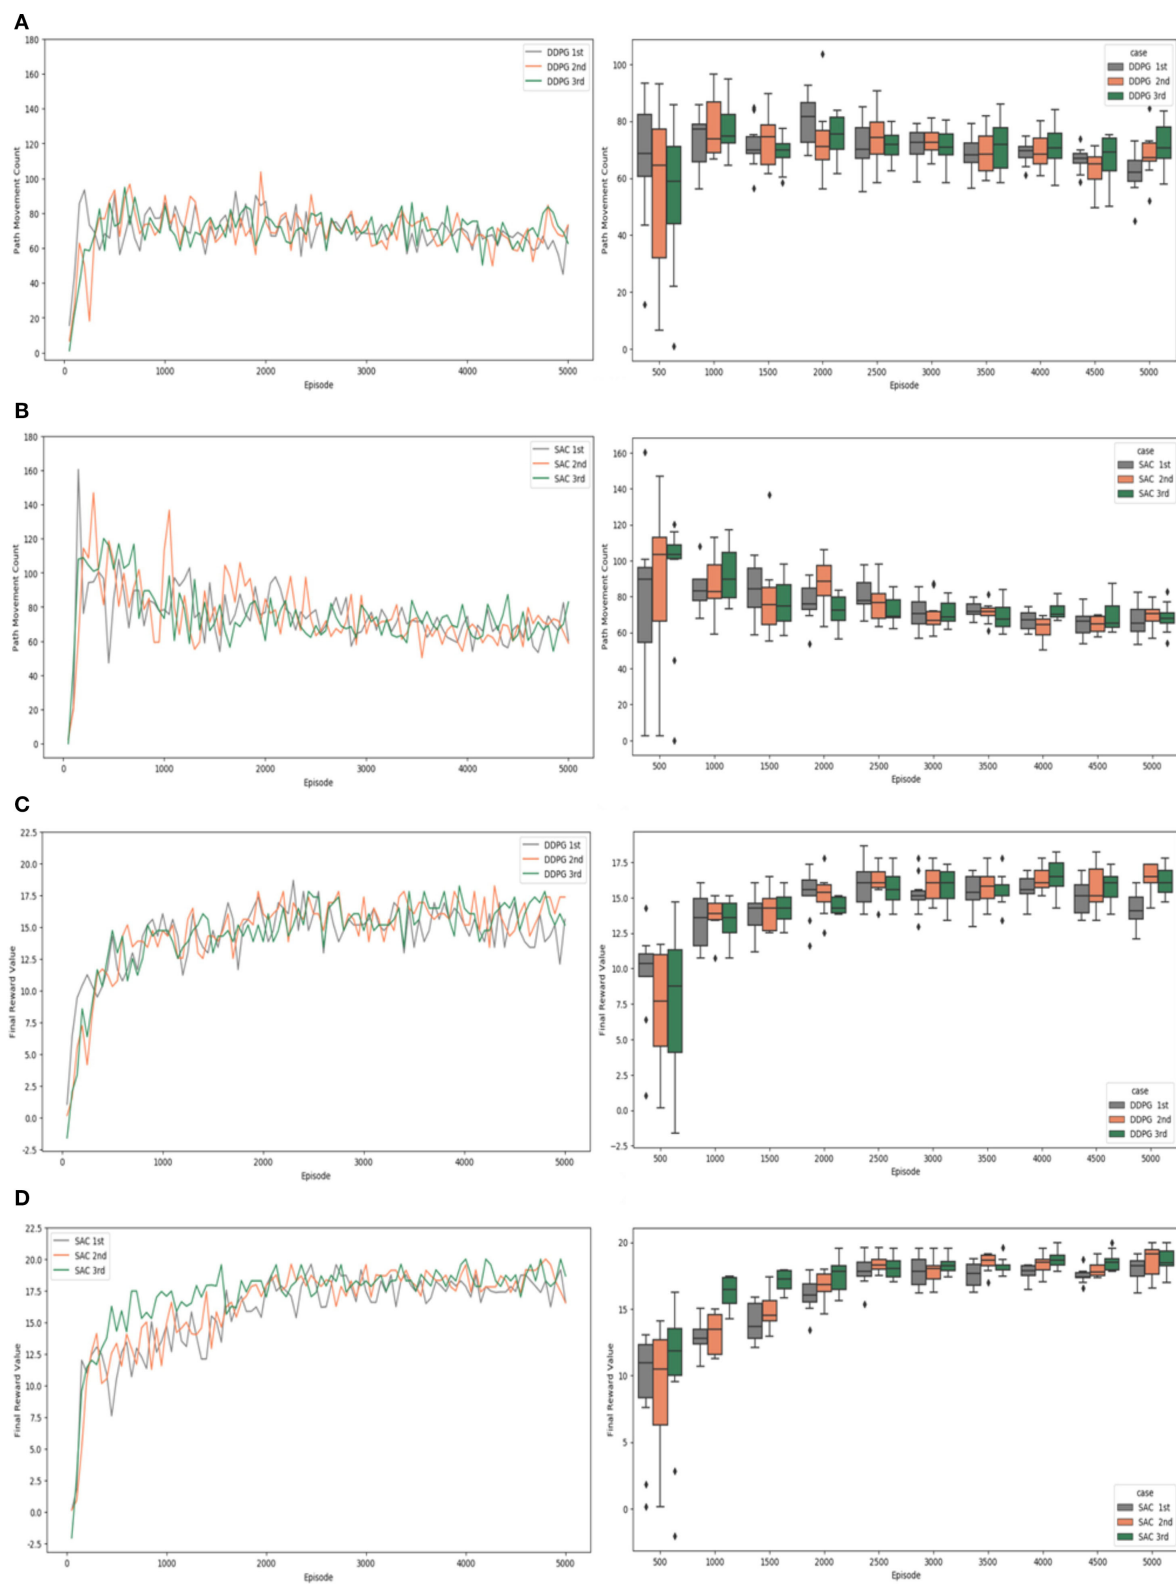 A
180
160
140
120
100
80
60
40
20
0
Path Movement Count
0 1000 2000 3000 4000 5000
Episode
DDPG 1st
DDPG 2nd
DDPG 3rd
100
80
60
40
20
0
Path Movement Count
500 1000 1500 2000 2500 3000 3500 4000 4500 5000
Episode
case
DDPG 1st
DDPG 2nd
DDPG 3rd
B
180
160
140
120
100
80
60
40
20
0
Path Movement Count
0 1000 2000 3000 4000 5000
Episode
SAC 1st
SAC 2nd
SAC 3rd
160
140
120
100
80
60
40
20
0
Path Movement Count
500 1000 1500 2000 2500 3000 3500 4000 4500 5000
Episode
case
SAC 1st
SAC 2nd
SAC 3rd
C
22.5
20.0
17.5
15.0
12.5
10.0
7.5
5.0
2.5
0.0
-2.5
Final Reward Value
0 1000 2000 3000 4000 5000
Episode
DDPG 1st
DDPG 2nd
DDPG 3rd
17.5
15.0
12.5
10.0
7.5
5.0
2.5
0.0
-2.5
Final Reward Value
500 1000 1500 2000 2500 3000 3500 4000 4500 5000
Episode
case
DDPG 1st
DDPG 2nd
DDPG 3rd
D
22.5
20.0
17.5
15.0
12.5
10.0
7.5
5.0
2.5
0.0
-2.5
Final Reward Value
0 1000 2000 3000 4000 5000
Episode
SAC 1st
SAC 2nd
SAC 3rd
20
15
10
5
0
Final Reward Value
500 1000 1500 2000 2500 3000 3500 4000 4500 5000
Episode
case
SAC 1st
SAC 2nd
SAC 3rd